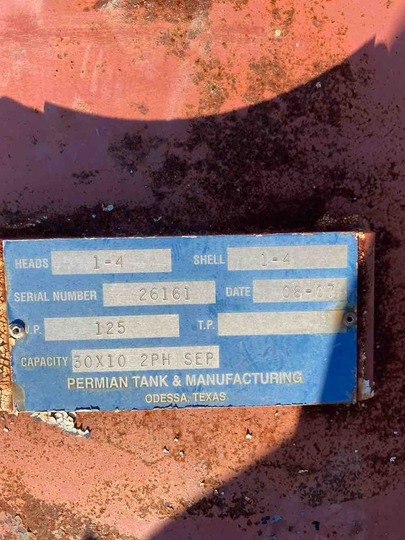 HEADS 1-4 SHELL 1-4
SERIAL NUMBER 26161 DATE 08-07
W.P. 125 T.P.
CAPACITY 30X10 2PH SEP
PERMIAN TANK & MANUFACTURING
ODESSA, TEXAS